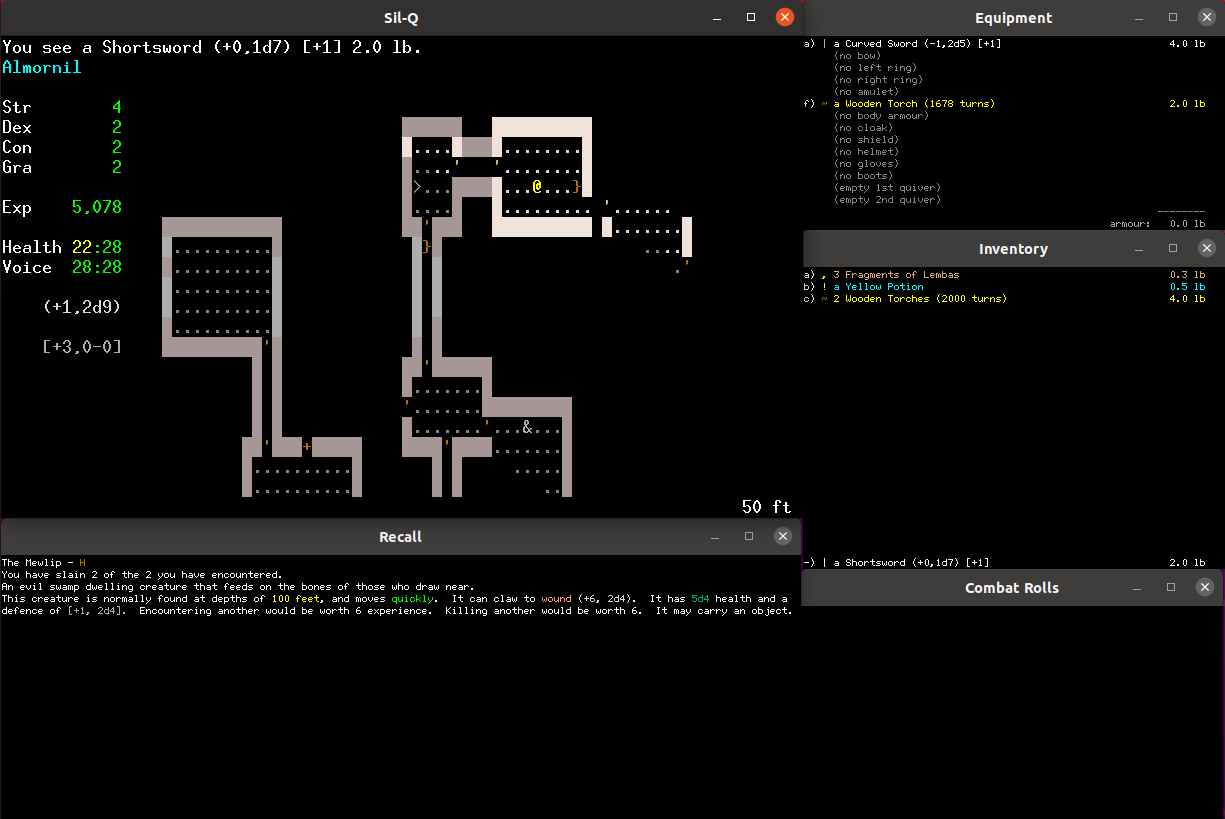 Sil-Q
You see a Shortsword (+0,1d7) [+1] 2.0 lb.
Almornil
Str 4
Dex 2
Con 2
Gra 2
Exp 5,078
Health 22:28
Voice 28:28
(+1,2d9)
[+3,0-0]
50 ft
Equipment
a) | a Curved Sword (-1,2d5) [+1] 4.0 lb
(no bow)
(no left ring)
(no right ring)
(no amulet)
f) ~ a Wooden Torch (1678 turns) 2.0 lb
(no body armour)
(no cloak)
(no shield)
(no helmet)
(no gloves)
(no boots)
(empty 1st quiver)
(empty 2nd quiver)
--------
armour: 0.0 lb
Inventory
a) , 3 Fragments of Lembas 0.3 lb
b) ! a Yellow Potion 0.5 lb
c) ~ 2 Wooden Torches (2000 turns) 4.0 lb
-) | a Shortsword (+0,1d7) [+1] 2.0 lb
Recall
The Mewlip - H
You have slain 2 of the 2 you have encountered.
An evil swamp dwelling creature that feeds on the bones of those who draw near.
This creature is normally found at depths of 100 feet, and moves quickly.  It can claw to wound (+6, 2d4).  It has 5d4 health and a
defence of [+1, 2d4].  Encountering another would be worth 6 experience.  Killing another would be worth 6.  It may carry an object.
Combat Rolls